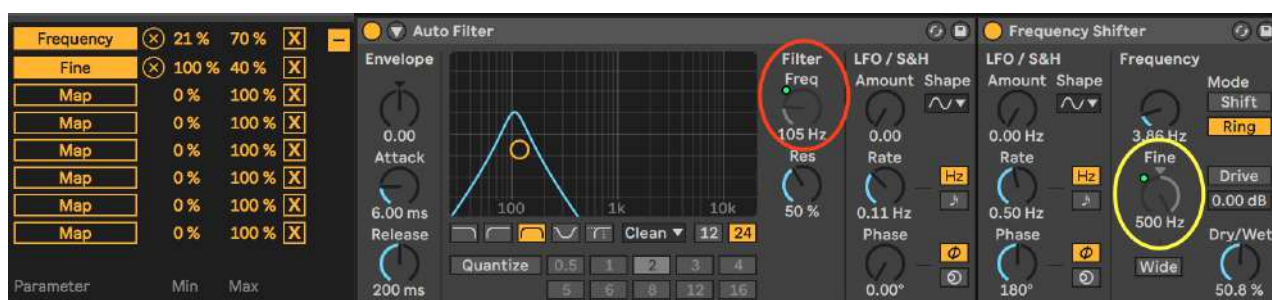 Frequency 21 % 70 % X
Fine 100 % 40 % X
Map 0 % 100 % X
Map 0 % 100 % X
Map 0 % 100 % X
Map 0 % 100 % X
Map 0 % 100 % X
Map 0 % 100 % X
Parameter Min Max
Auto Filter
Envelope
0.00
Attack
6.00 ms
Release
200 ms
100 1k 10k
Clean 12 24
Quantize 0.5 1 2 3 4
5 6 8 12 16
Filter
Freq
105 Hz
Res
50 %
LFO / S&H
Amount Shape
0.00
Rate
Hz
0.11 Hz
Phase
Φ
0.00°
Frequency Shifter
LFO / S&H
Amount Shape
0.00 Hz
Rate
Hz
0.50 Hz
Phase
Φ
180°
Frequency
3.86 Hz
Fine
500 Hz
Wide
Mode
Shift
Ring
Drive
0.00 dB
Dry/Wet
50.8 %